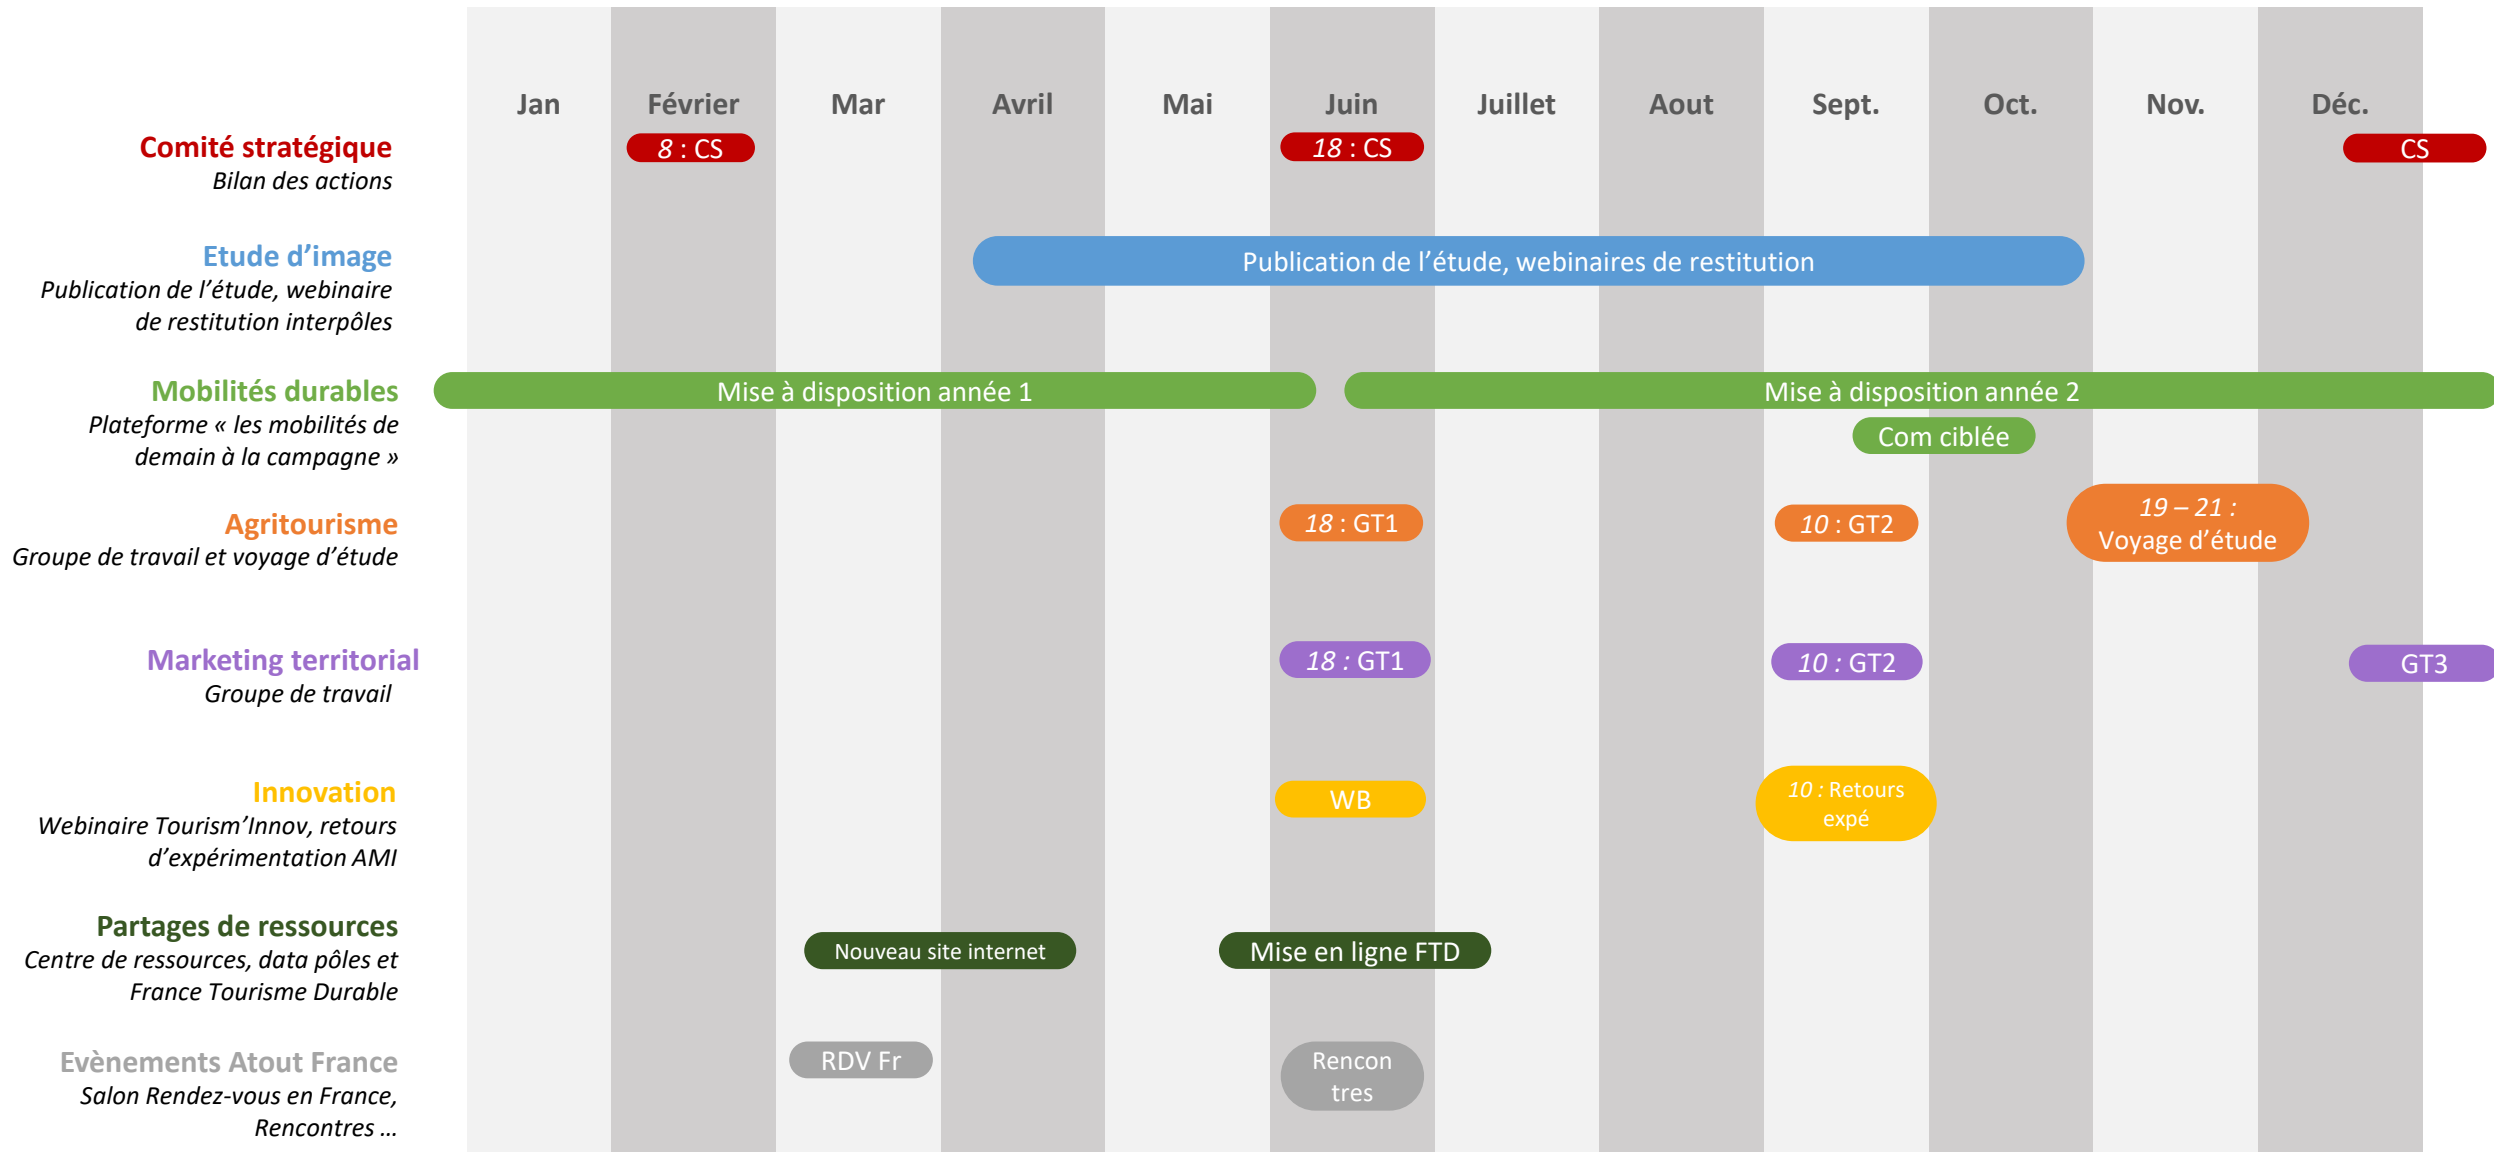 Jan Février Mar Avril Mai Juin Juillet Aout Sept. Oct. Nov. Déc.
Comité stratégique
Bilan des actions
8 : CS
18 : CS
CS
Etude d’image
Publication de l’étude, webinaire
de restitution interpôles
Publication de l’étude, webinaires de restitution
Mobilités durables
Plateforme « les mobilités de
demain à la campagne »
Mise à disposition année 1
Mise à disposition année 2
Com ciblée
Agritourisme
Groupe de travail et voyage d’étude
18 : GT1
10 : GT2
19 – 21 :
Voyage d’étude
Marketing territorial
Groupe de travail
18 : GT1
10 : GT2
GT3
Innovation
Webinaire Tourism’Innov, retours
d’expérimentation AMI
WB
10 : Retours
expé
Partages de ressources
Centre de ressources, data pôles et
France Tourisme Durable
Nouveau site internet
Mise en ligne FTD
Evènements Atout France
Salon Rendez-vous en France,
Rencontres …
RDV Fr
Rencon
tres